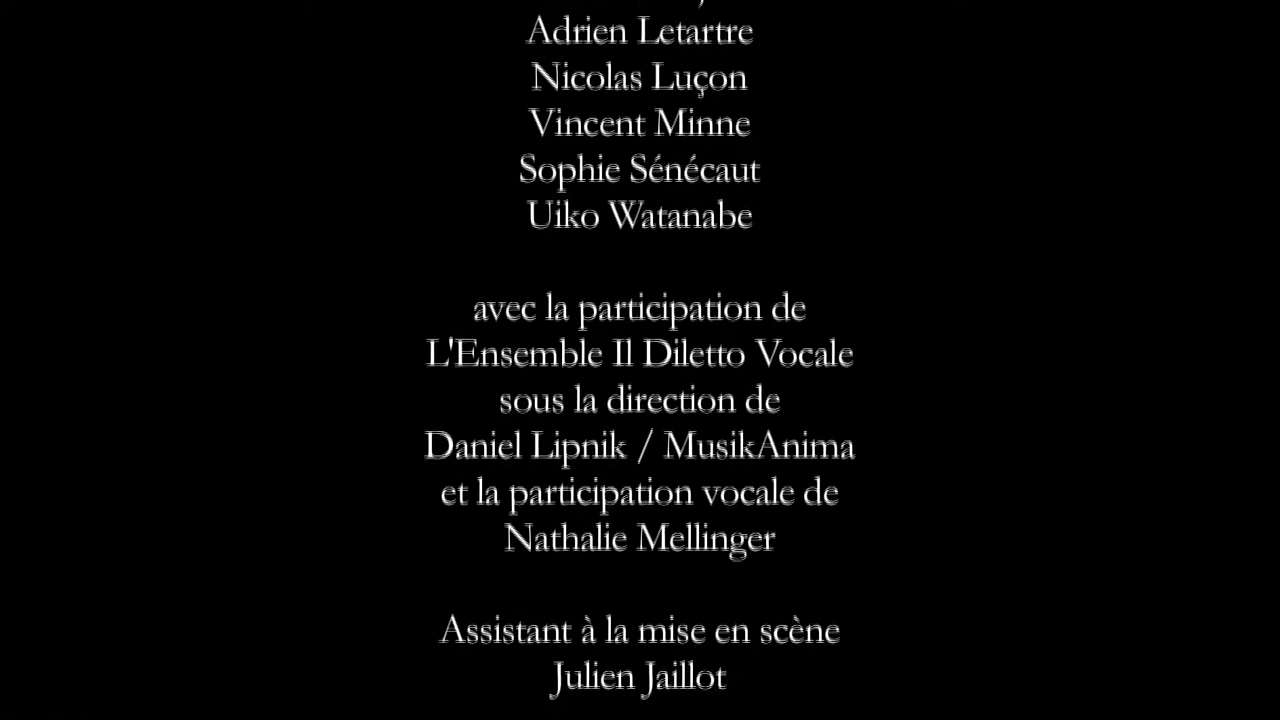 Adrien Letartre
Nicolas Luçon
Vincent Minne
Sophie Sénécaut
Uiko Watanabe
avec la participation de
L'Ensemble Il Diletto Vocale
sous la direction de
Daniel Lipnik / MusikAnima
et la participation vocale de
Nathalie Mellinger
Assistant à la mise en scène
Julien Jaillot